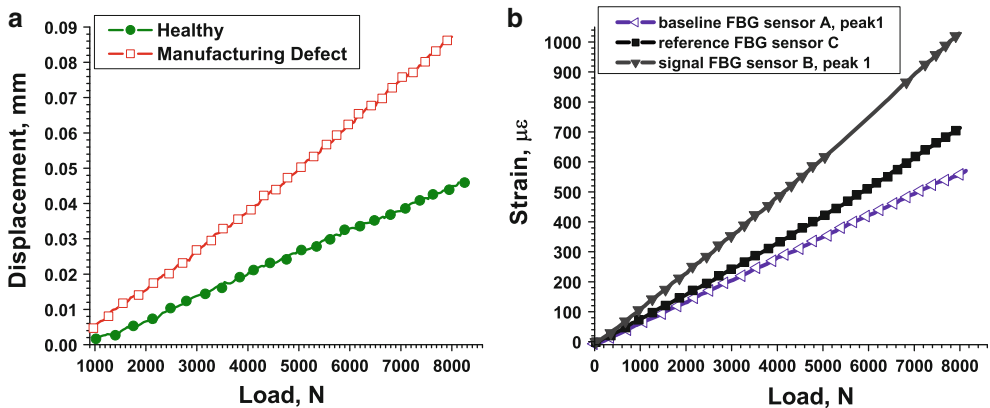 a
Healthy
Manufacturing Defect
Displacement, mm
0.09
0.08
0.07
0.06
0.05
0.04
0.03
0.02
0.01
0.00
1000 2000 3000 4000 5000 6000 7000 8000
Load, N
b
baseline FBG sensor A, peak1
reference FBG sensor C
signal FBG sensor B, peak 1
Strain, με
1000
900
800
700
600
500
400
300
200
100
0
0 1000 2000 3000 4000 5000 6000 7000 8000
Load, N